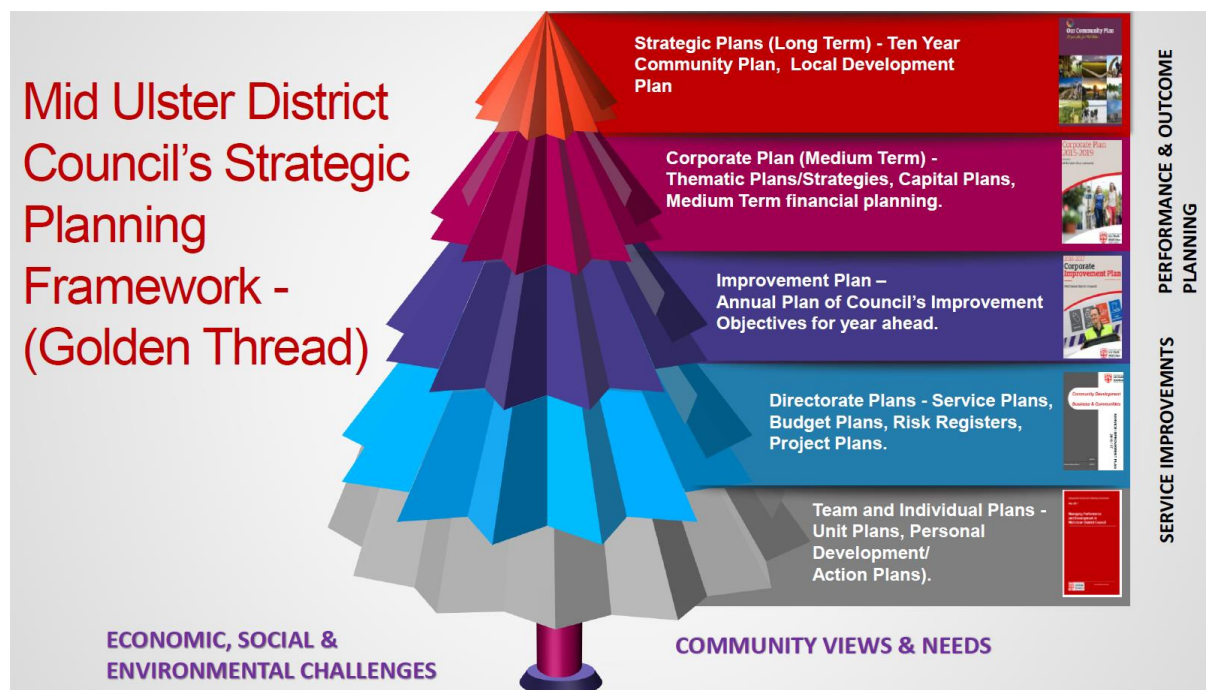 Mid Ulster District
Council’s Strategic
Planning
Framework -
(Golden Thread)
Strategic Plans (Long Term) - Ten Year
Community Plan, Local Development
Plan
Our Community Plan
Corporate Plan (Medium Term) -
Thematic Plans/Strategies, Capital Plans,
Medium Term financial planning.
Corporate Plan
2015-2019
Improvement Plan –
Annual Plan of Council’s Improvement
Objectives for year ahead.
Corporate
Improvement Plan
Directorate Plans - Service Plans,
Budget Plans, Risk Registers,
Project Plans.
Community Development
Business & Communities
Team and Individual Plans -
Unit Plans, Personal
Development/
Action Plans).
PERFORMANCE & OUTCOME
PLANNING
SERVICE IMPROVEMNTS
ECONOMIC, SOCIAL &
ENVIRONMENTAL CHALLENGES
COMMUNITY VIEWS & NEEDS